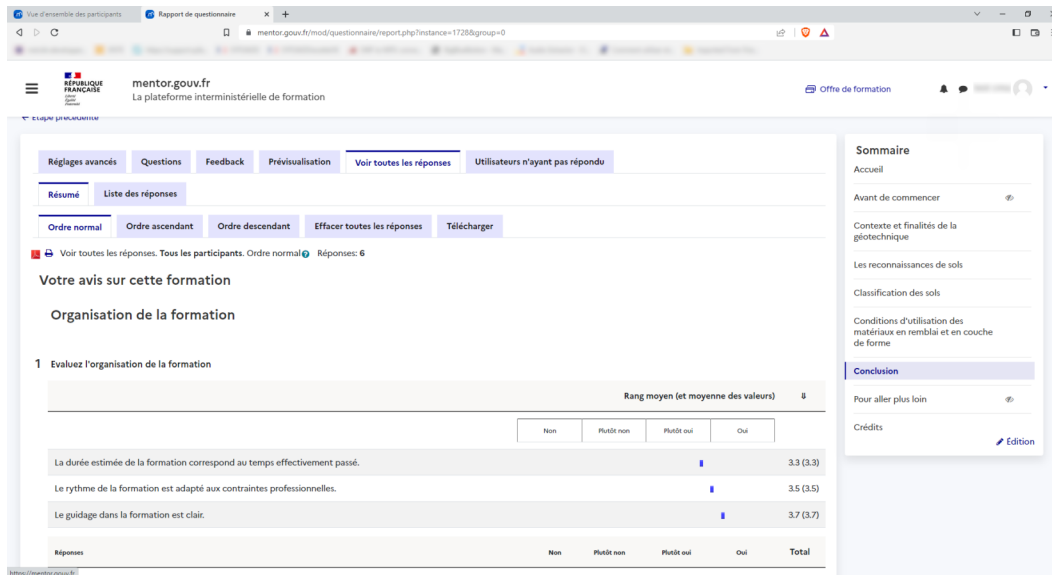 Vue d'ensemble des participants
Rapport de questionnaire
mentor.gouv.fr/mod/questionnaire/report.php?instance=1728&group=0
RÉPUBLIQUE
FRANÇAISE
Liberté
Égalité
Fraternité
mentor.gouv.fr
La plateforme interministérielle de formation
Offre de formation
← Étape précédente
Réglages avancés Questions Feedback Prévisualisation Voir toutes les réponses Utilisateurs n'ayant pas répondu
Résumé Liste des réponses
Ordre normal Ordre ascendant Ordre descendant Effacer toutes les réponses Télécharger
Voir toutes les réponses. Tous les participants. Ordre normal Réponses: 6
Votre avis sur cette formation
Organisation de la formation
1 Evaluez l'organisation de la formation
Rang moyen (et moyenne des valeurs) ⇓
Non Plutôt non Plutôt oui Oui
La durée estimée de la formation correspond au temps effectivement passé. 3.3 (3.3)
Le rythme de la formation est adapté aux contraintes professionnelles. 3.5 (3.5)
Le guidage dans la formation est clair. 3.7 (3.7)
Réponses Non Plutôt non Plutôt oui Oui Total
Sommaire
Accueil
Avant de commencer
Contexte et finalités de la
géotechnique
Les reconnaissances de sols
Classification des sols
Conditions d'utilisation des
matériaux en remblai et en couche
de forme
Conclusion
Pour aller plus loin
Crédits
Édition
https://mentor.gouv.fr